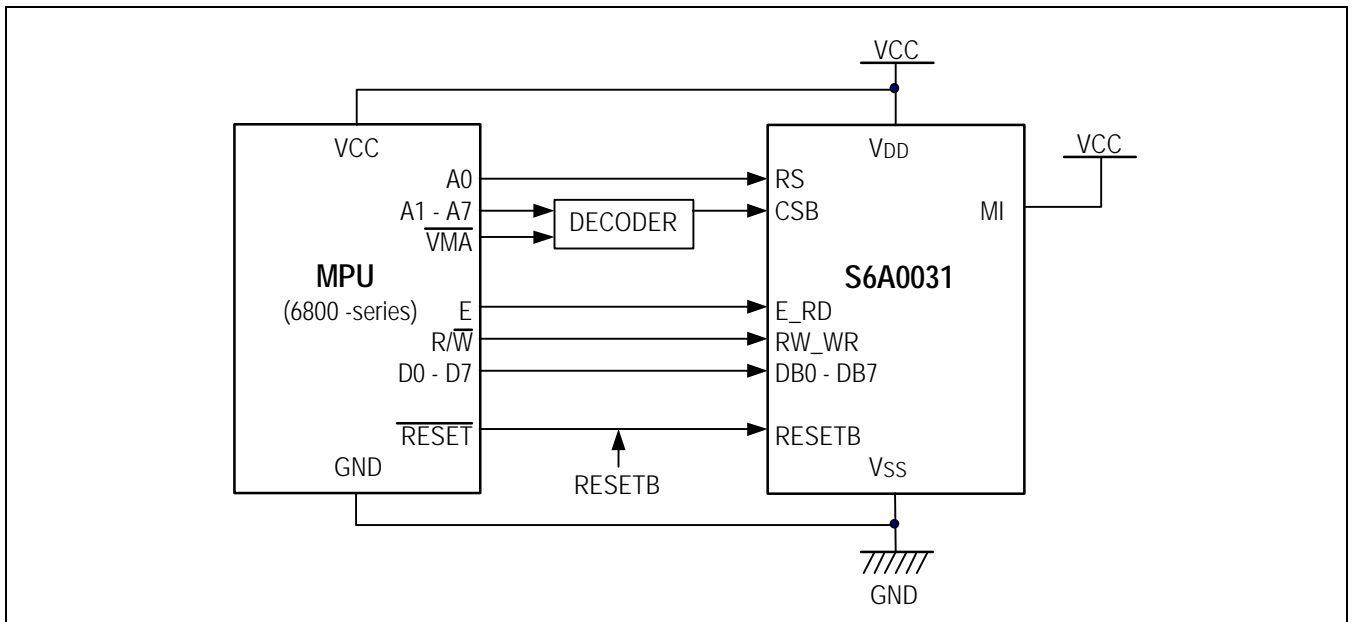 VCC
VCC
VDD
VCC
A0
RS
A1 - A7
DECODER
CSB
MI
VMA
MPU
S6A0031
(6800 -series)
E
E_RD
R/W
RW_WR
D0 - D7
DB0 - DB7
RESET
RESETB
GND
RESETB
VSS
GND